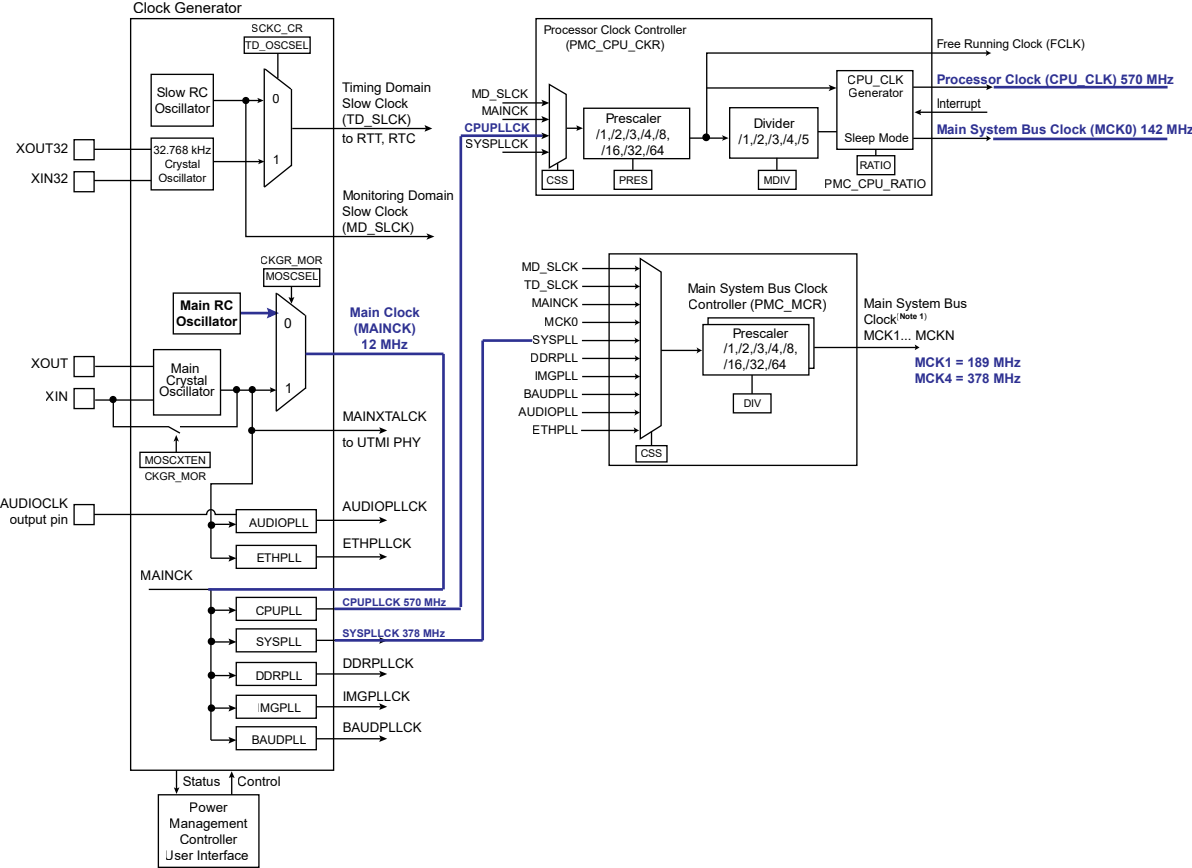 Clock Generator
SCKC_CR
TD_OSCSEL
Slow RC
Oscillator
0
1
Timing Domain
Slow Clock
(TD_SLCK)
to RTT, RTC
XOUT32
XIN32
32.768 kHz
Crystal
Oscillator
Monitoring Domain
Slow Clock
(MD_SLCK)
CKGR_MOR
MOSCSEL
Main RC
Oscillator
0
1
Main Clock
(MAINCK)
12 MHz
XOUT
XIN
Main
Crystal
Oscillator
MAINXTALCK
to UTMI PHY
MOSCXTEN
CKGR_MOR
AUDIOCLK
output pin
AUDIOPLL
AUDIOPLLCK
ETHPLL
ETHPLLCK
MAINCK
CPUPLL
CPUPLLCK 570 MHz
SYSPLL
SYSPLLCK 378 MHz
DDRPLL
DDRPLLCK
IMGPLL
IMGPLLCK
BAUDPLL
BAUDPLLCK
Status
Control
Power
Management
Controller
User Interface
Processor Clock Controller
(PMC_CPU_CKR)
MD_SLCK
MAINCK
CPUPLLCK
SYSPLLCK
CSS
Prescaler
/1,/2,/3,/4,/8,
/16,/32,/64
PRES
Divider
/1,/2,/3,/4,/5
MDIV
CPU_CLK
Generator
Sleep Mode
RATIO
PMC_CPU_RATIO
Free Running Clock (FCLK)
Processor Clock (CPU_CLK) 570 MHz
Interrupt
Main System Bus Clock (MCK0) 142 MHz
MD_SLCK
TD_SLCK
MAINCK
MCK0
SYSPLL
DDRPLL
IMGPLL
BAUDPLL
AUDIOPLL
ETHPLL
CSS
Main System Bus Clock
Controller (PMC_MCR)
Prescaler
/1,/2,/3,/4,/8,
/16,/32,/64
DIV
Main System Bus
Clock(Note 1)
MCK1... MCKN
MCK1 = 189 MHz
MCK4 = 378 MHz